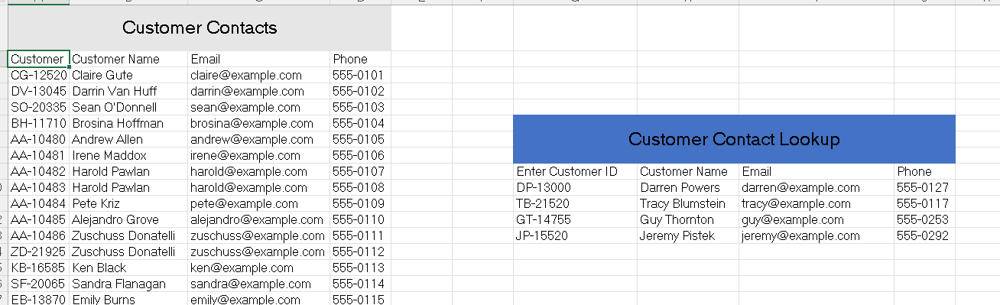 Customer Contacts
Customer Customer Name Email Phone
CG-12520 Claire Gute claire@example.com 555-0101
DV-13045 Darrin Van Huff darrin@example.com 555-0102
SO-20335 Sean O'Donnell sean@example.com 555-0103
BH-11710 Brosina Hoffman brosina@example.com 555-0104
AA-10480 Andrew Allen andrew@example.com 555-0105
AA-10481 Irene Maddox irene@example.com 555-0106
AA-10482 Harold Pawlan harold@example.com 555-0107
AA-10483 Harold Pawlan harold@example.com 555-0108
AA-10484 Pete Kriz pete@example.com 555-0109
AA-10485 Alejandro Grove alejandro@example.com 555-0110
AA-10486 Zuschuss Donatelli zuschuss@example.com 555-0111
ZD-21925 Zuschuss Donatelli zuschuss@example.com 555-0112
KB-16585 Ken Black ken@example.com 555-0113
SF-20065 Sandra Flanagan sandra@example.com 555-0114
EB-13870 Emily Burns emily@example.com 555-0115
Customer Contact Lookup
Enter Customer ID Customer Name Email Phone
DP-13000 Darren Powers darren@example.com 555-0127
TB-21520 Tracy Blumstein tracy@example.com 555-0117
GT-14755 Guy Thornton guy@example.com 555-0253
JP-15520 Jeremy Pistek jeremy@example.com 555-0292